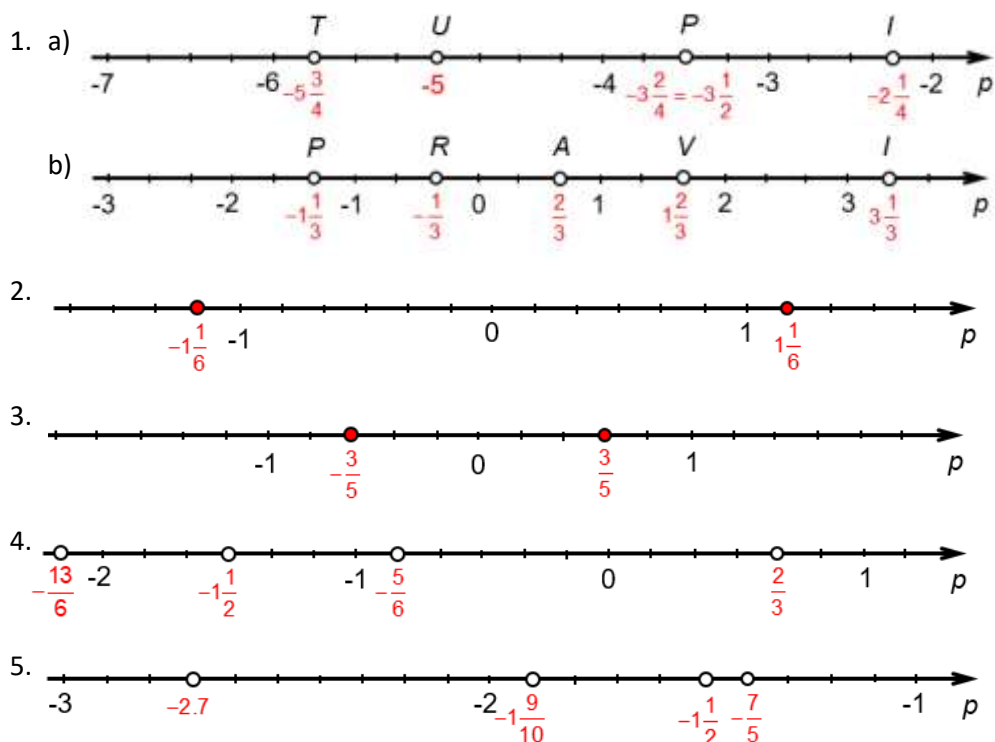 1. a) T U P I
-7 -6 -5 3/4 -5 -4 -3 2/4 = -3 1/2 -3 -2 1/4 -2 p
b) P R A V I
-3 -2 -1 1/3 -1 -1/3 0 2/3 1 1 2/3 2 3 3 1/3 p
2.
-1 1/6 -1 0 1 1 1/6 p
3.
-1 -3/5 0 3/5 1 p
4.
-13/6 -2 -1 1/2 -1 -5/6 0 2/3 1 p
5.
-3 -2.7 -2 -1 9/10 -1 1/2 -7/5 -1 p